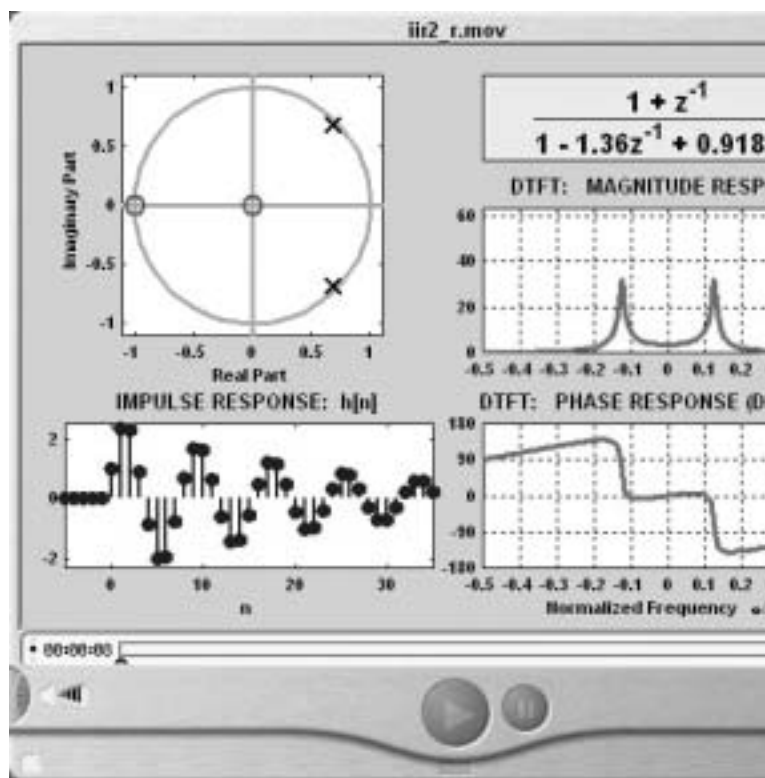 iir2_r.mov
1 + z^-1
1 - 1.36z^-1 + 0.918
1
0.5
0
-0.5
-1
Imaginary Part
-1 -0.5 0 0.5 1
Real Part
DTFT: MAGNITUDE RESP
60
40
20
0
-0.5 -0.4 -0.3 -0.2 -0.1 0 0.1 0.2
IMPULSE RESPONSE: h[n]
2
0
-2
0 10 20 30
n
DTFT: PHASE RESPONSE (D
0
-180
-0.5 -0.4 -0.3 -0.2 -0.1 0 0.1 0.2
Normalized Frequency
00:00:00